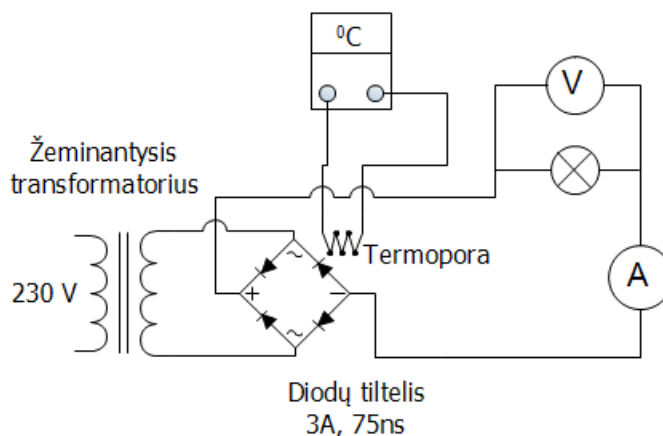 ⁰C
V
Žeminantysis
transformatorius
Termopora
230 V
~
+
−
~
A
Diodų tiltelis
3A, 75ns